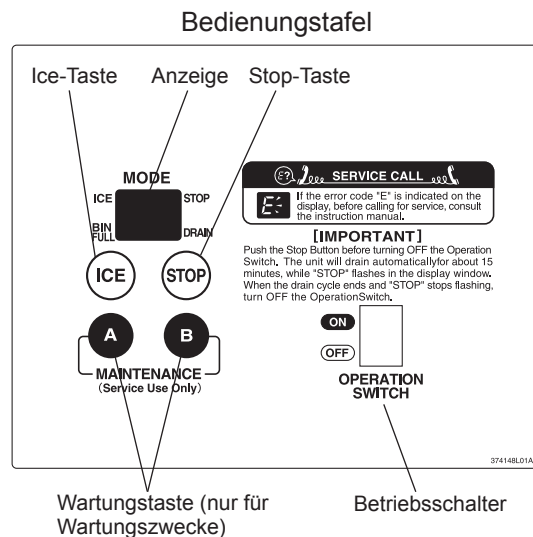 Bedienungstafel
Ice-Taste
Anzeige
Stop-Taste
MODE
ICE
STOP
BIN
FULL
DRAIN
ICE
STOP
A
B
MAINTENANCE
(Service Use Only)
E?
SERVICE CALL
E
If the error code "E" is indicated on the
display, before calling for service, consult
the instruction manual.
[IMPORTANT]
Push the Stop Button before turning OFF the Operation
Switch. The unit will drain automaticallyfor about 15
minutes, while "STOP" flashes in the display window.
When the drain cycle ends and "STOP" stops flashing,
turn OFF the OperationSwitch.
ON
OFF
OPERATION
SWITCH
374148L01A
Wartungstaste (nur für
Wartungszwecke)
Betriebsschalter